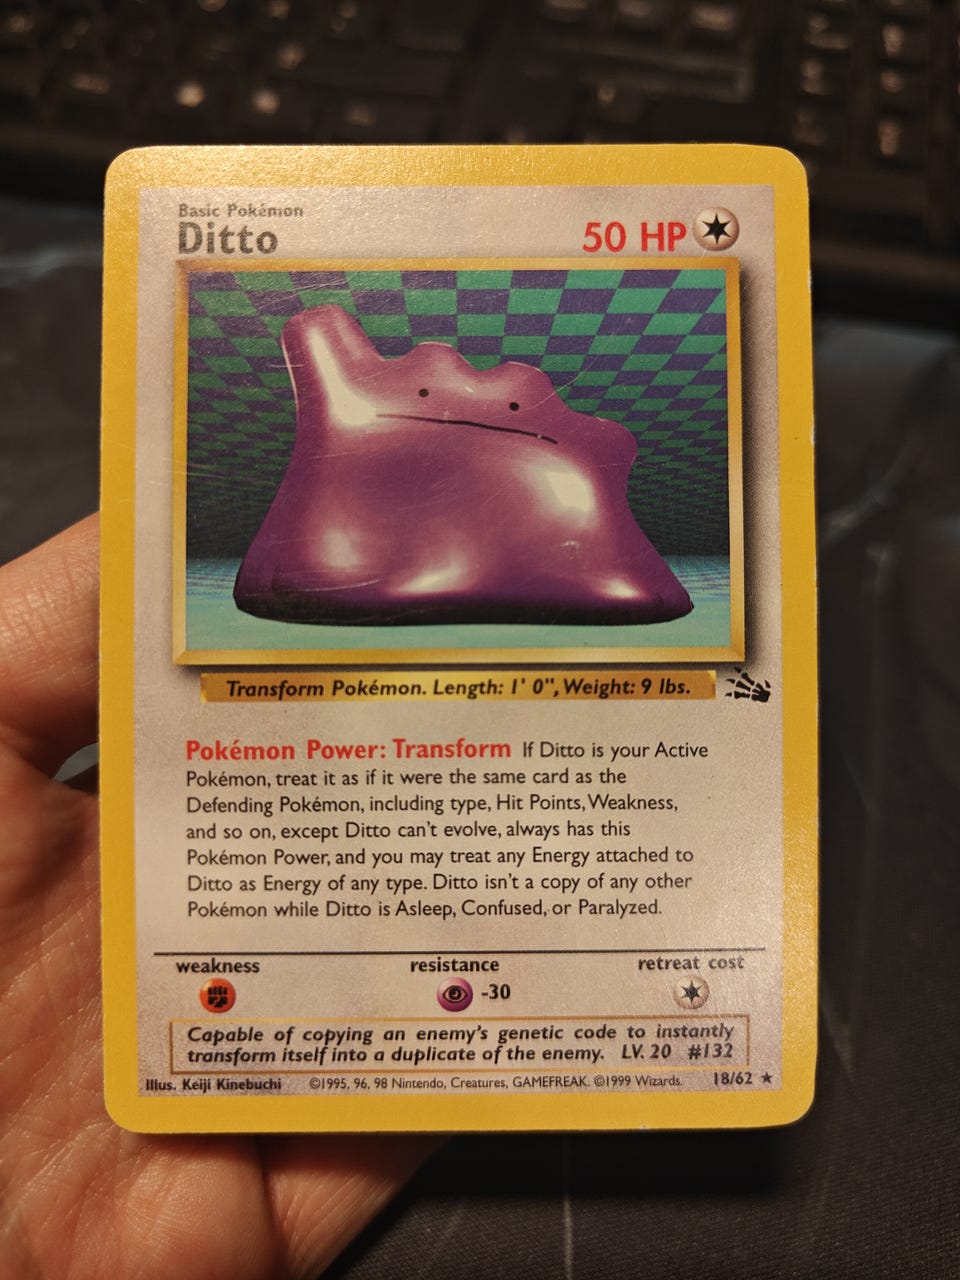 Basic Pokémon
Ditto
50 HP
Transform Pokémon. Length: 1' 0", Weight: 9 lbs.
Pokémon Power: Transform If Ditto is your Active
Pokémon, treat it as if it were the same card as the
Defending Pokémon, including type, Hit Points, Weakness,
and so on, except Ditto can't evolve, always has this
Pokémon Power, and you may treat any Energy attached to
Ditto as Energy of any type. Ditto isn't a copy of any other
Pokémon while Ditto is Asleep, Confused, or Paralyzed.
weakness resistance retreat cost
-30
Capable of copying an enemy's genetic code to instantly
transform itself into a duplicate of the enemy. LV. 20 #132
Illus. Keiji Kinebuchi ©1995, 96, 98 Nintendo, Creatures, GAMEFREAK. ©1999 Wizards. 18/62 ★